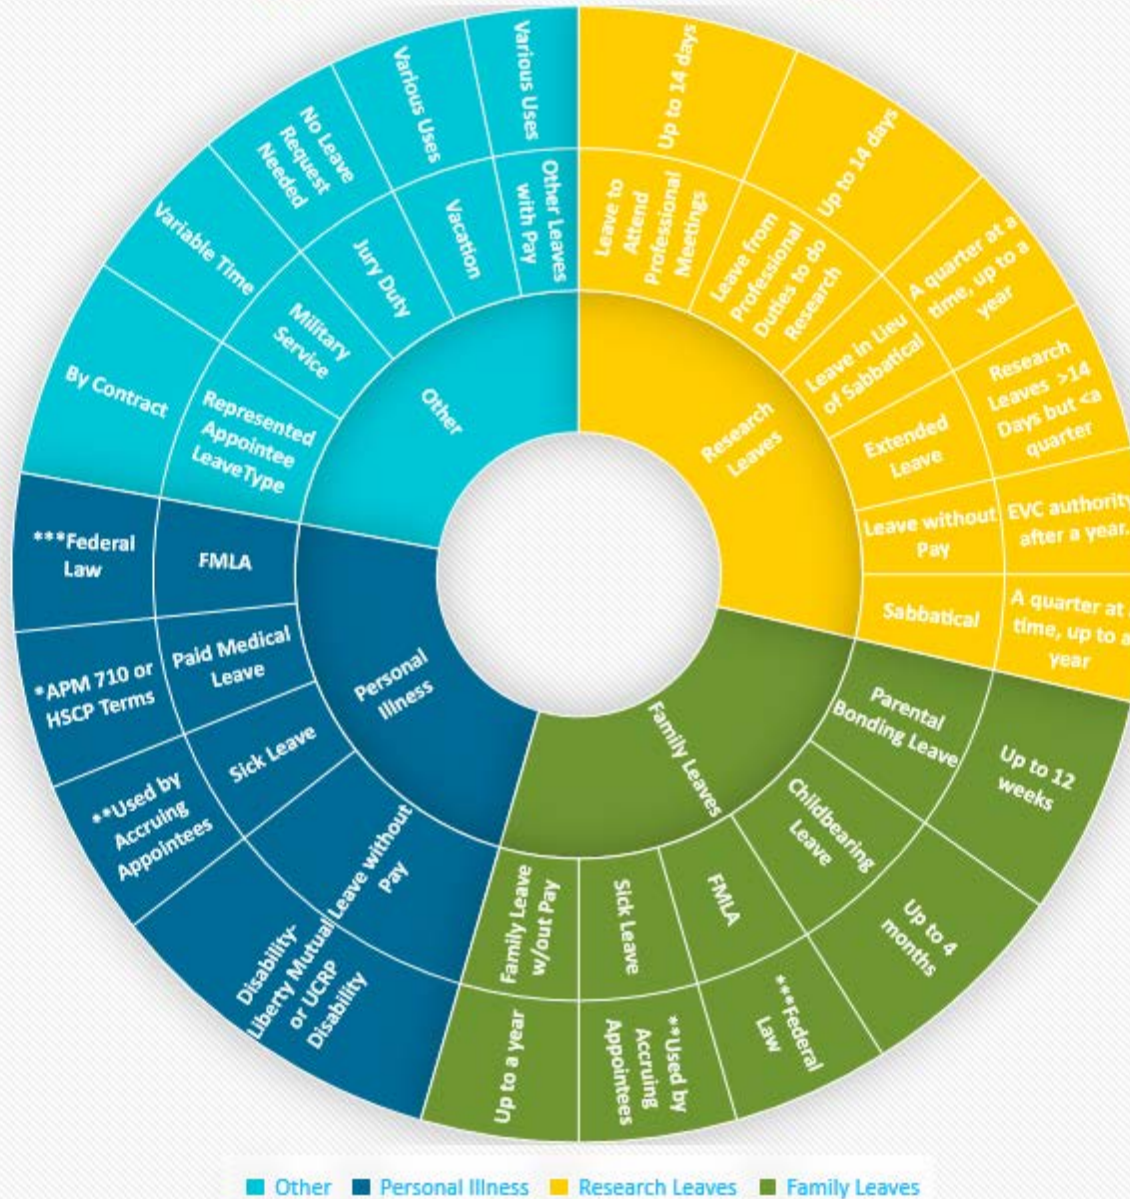 Up to 14 days
Leave to
Attend
Professional
Meetings
Up to 14 days
Leave from
Professional
Duties to do
Research
A quarter at a
time, up to a
year
Leave in Lieu
of Sabbatical
Research
Leaves >14
Days but <a
quarter
Extended
Leave
EVC authority
after a year.
Leave without
Pay
A quarter at
time, up to a
year
Sabbatical
Research
Leaves
Up to 12
weeks
Parental
Bonding Leave
Up to 4
months
Childbearing
Leave
***Federal
Law
FMLA
**Used by
Accruing
Appointees
Sick Leave
Up to a year
Family Leave
w/out Pay
Family Leaves
Disability-
Liberty Mutual
or UCRP
Disability
Leave without
Pay
**Used by
Accruing
Appointees
Sick Leave
*APM 710 or
HSCP Terms
Paid Medical
Leave
***Federal
Law
FMLA
Personal
Illness
By Contract
Represented
Appointee
LeaveType
Variable Time
Military
Service
No Leave
Request
Needed
Jury Duty
Various Uses
Vacation
Various Uses
Other Leaves
with Pay
Other
Other Personal Illness Research Leaves Family Leaves